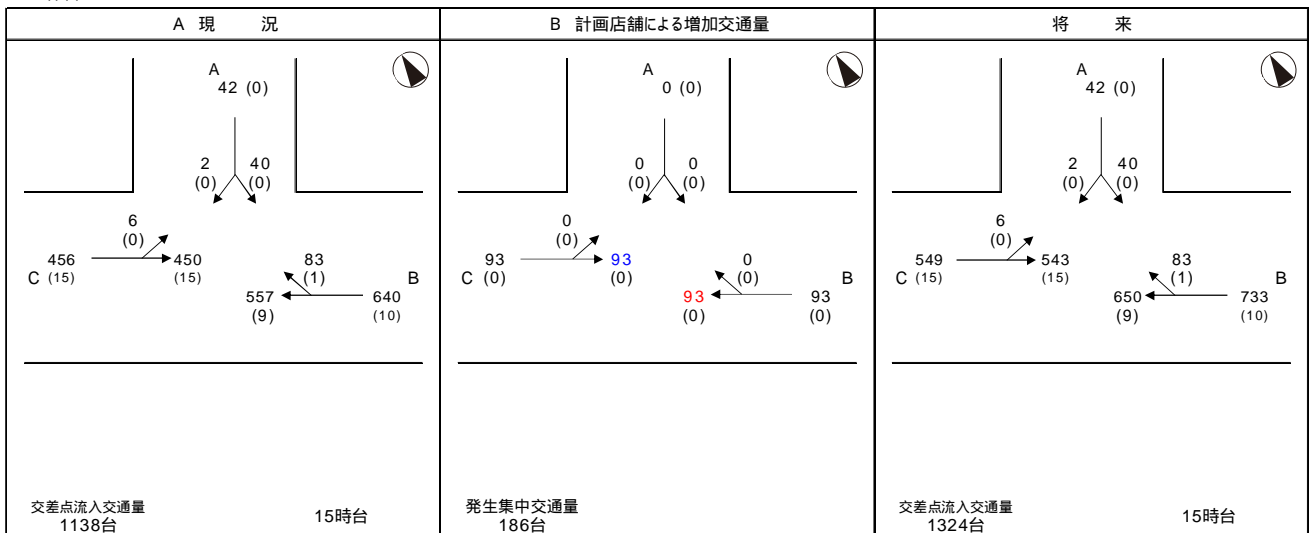 A 現 況
A
42 (0)
2 40
(0) (0)
6
(0)
456 450 83
C (15) (15) (1) B
557 640
(9) (10)
交差点流入交通量
1138台 15時台
B 計画店舗による増加交通量
A
0 (0)
0 0
(0) (0)
0
(0)
93 93 0
C (0) (0) (0) B
93 93
(0) (0)
発生集中交通量
186台
将 来
A
42 (0)
2 40
(0) (0)
6
(0)
549 543 83
C (15) (15) (1) B
650 733
(9) (10)
交差点流入交通量
1324台 15時台